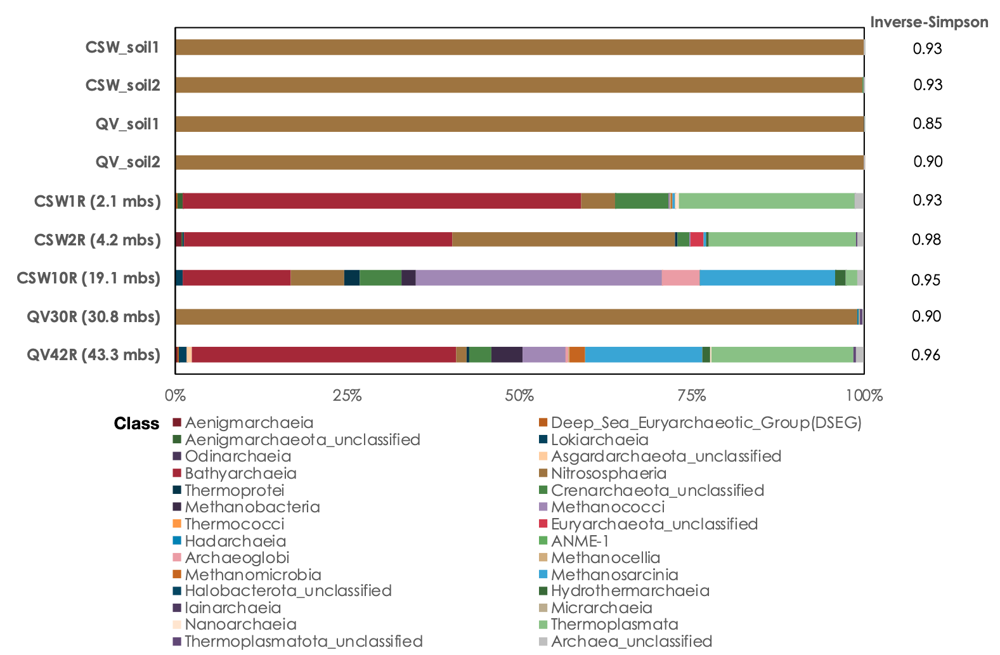 Inverse-Simpson
CSW_soil1 0.93
CSW_soil2 0.93
QV_soil1 0.85
QV_soil2 0.90
CSW1R (2.1 mbs) 0.93
CSW2R (4.2 mbs) 0.98
CSW10R (19.1 mbs) 0.95
QV30R (30.8 mbs) 0.90
QV42R (43.3 mbs) 0.96
0% 25% 50% 75% 100%
Class Aenigmarchaeia Deep_Sea_Euryarchaeotic_Group(DSEG)
Aenigmarchaeota_unclassified Lokiarchaeia
Odinarchaeia Asgardarchaeota_unclassified
Bathyarchaeia Nitrososphaeria
Thermoprotei Crenarchaeota_unclassified
Methanobacteria Methanococci
Thermococci Euryarchaeota_unclassified
Hadarchaeia ANME-1
Archaeoglobi Methanocellia
Methanomicrobia Methanosarcinia
Halobacterota_unclassified Hydrothermarchaeia
Iainarchaeia Micrarchaeia
Nanoarchaeia Thermoplasmata
Thermoplasmatota_unclassified Archaea_unclassified